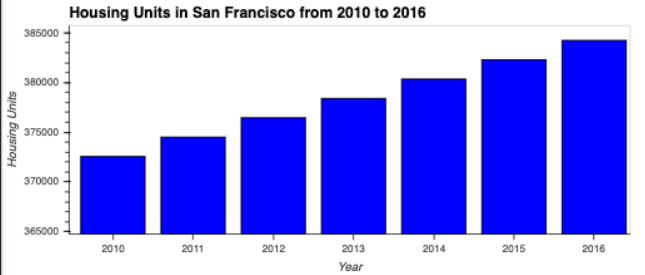 Housing Units in San Francisco from 2010 to 2016
385000
380000
375000
370000
365000
Housing Units
2010 2011 2012 2013 2014 2015 2016
Year